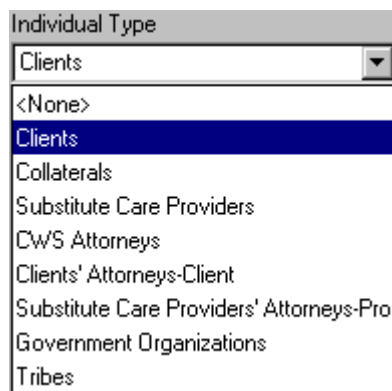 Individual Type
Clients
<None>
Clients
Collaterals
Substitute Care Providers
CWS Attorneys
Clients' Attorneys-Client
Substitute Care Providers' Attorneys-Pro
Government Organizations
Tribes